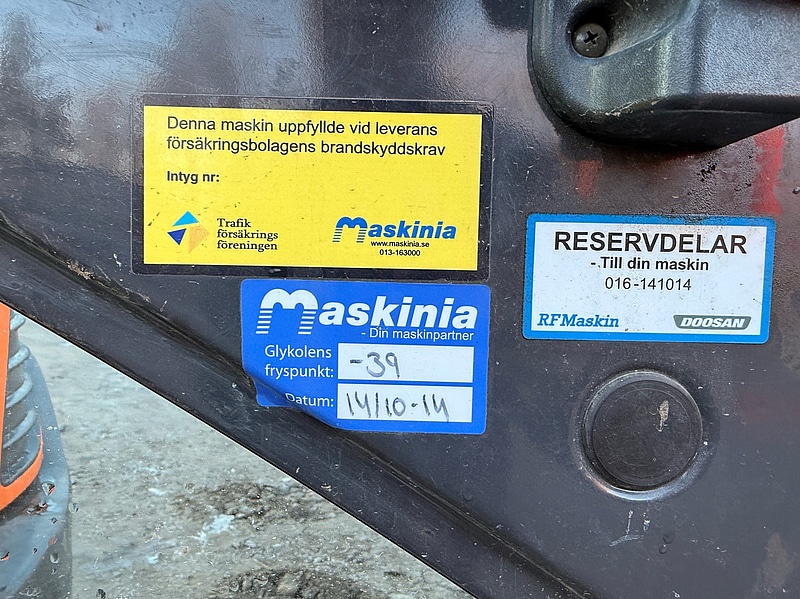 Denna maskin uppfyllde vid leverans
försäkringsbolagens brandskyddskrav
Intyg nr:
Trafik
försäkrings
föreningen
Maskinia
www.maskinia.se
013-163000
Maskinia
- Din maskinpartner
Glykolens
fryspunkt: -39
Datum: 14/10-14
RESERVDELAR
- Till din maskin
016-141014
RFMaskin DOOSAN